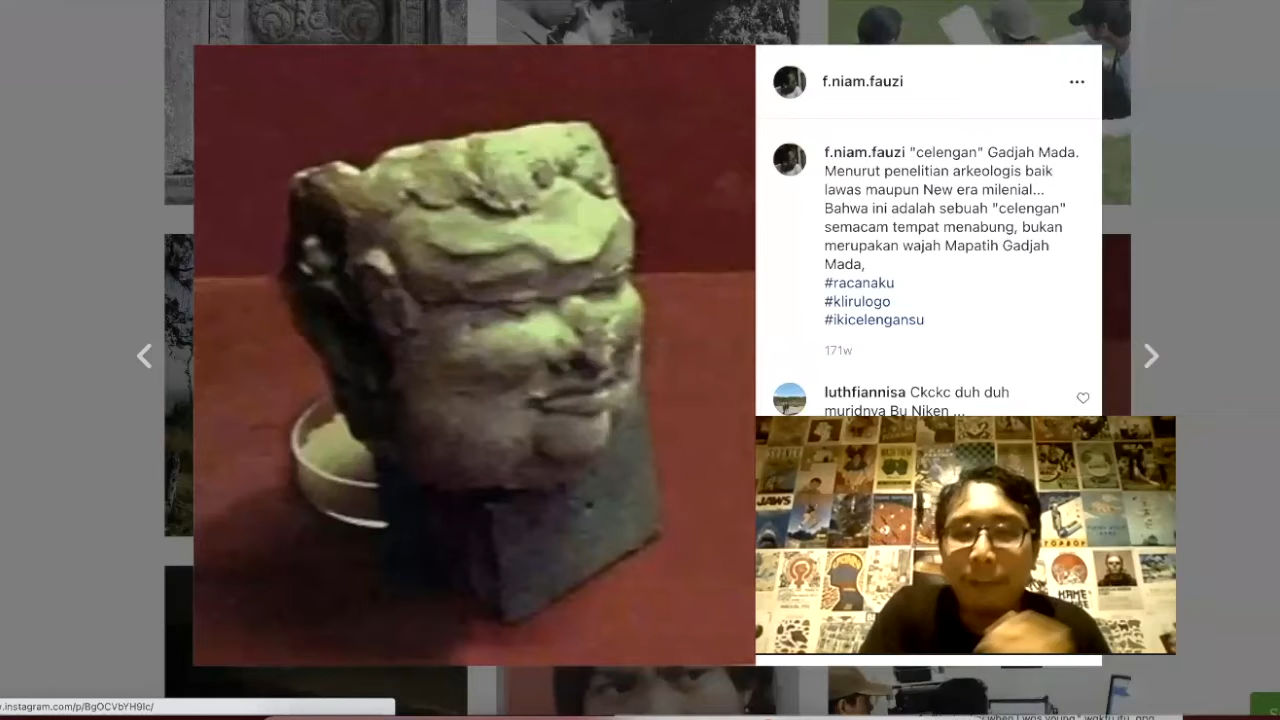 f.niam.fauzi
f.niam.fauzi "celengan" Gadjah Mada.
Menurut penelitian arkeologis baik
lawas maupun New era milenial...
Bahwa ini adalah sebuah "celengan"
semacam tempat menabung, bukan
merupakan wajah Mapatih Gadjah
Mada,
#racanaku
#klirulogo
#ikicelengansu
171w
luthfiannisa Ckckc duh duh
muridnya Bu Niken ...
JAWS
w.instagram.com/p/BgOCVbYH9Ic/